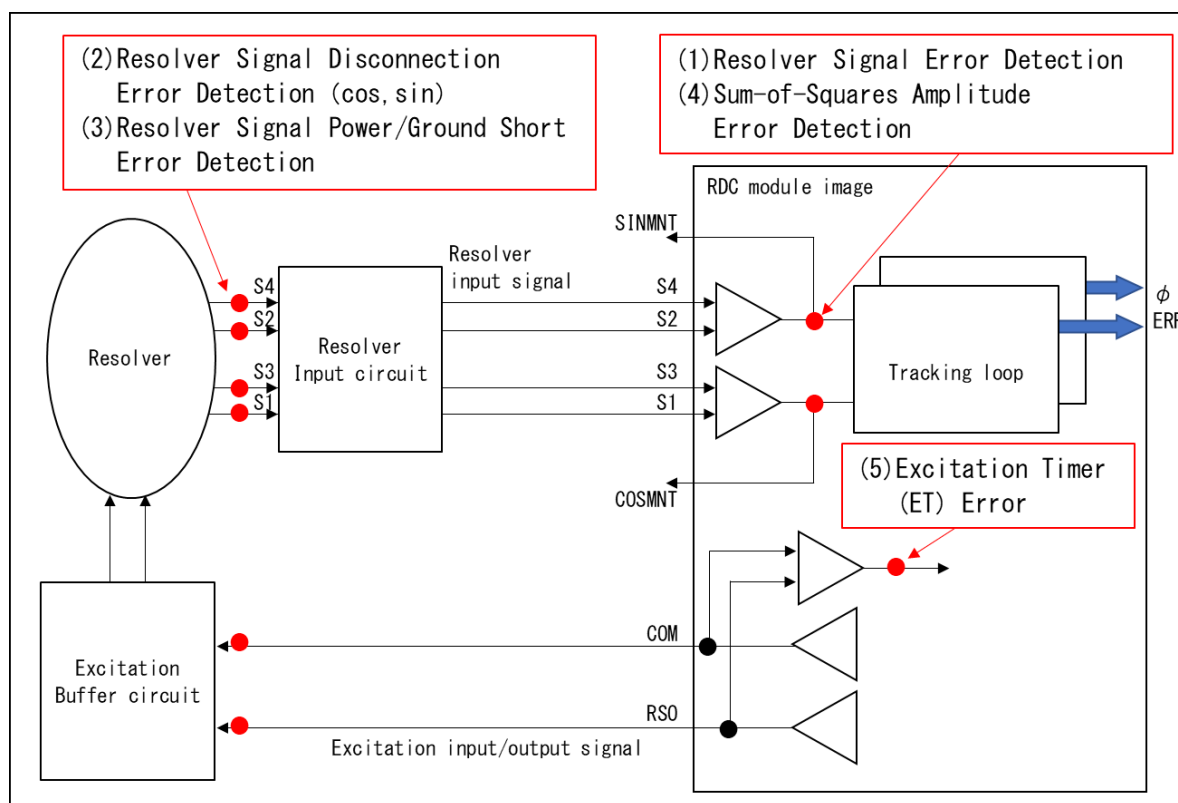 (2)Resolver Signal Disconnection
Error Detection (cos,sin)
(3)Resolver Signal Power/Ground Short
Error Detection
(1)Resolver Signal Error Detection
(4)Sum-of-Squares Amplitude
Error Detection
RDC module image
SINMNT
Resolver
input signal
S4
S2
S3
S1
Resolver
Resolver
Input circuit
S4
S2
S3
S1
Tracking loop
φ
ERR
COSMNT
(5)Excitation Timer
(ET) Error
COM
Excitation
Buffer circuit
RSO
Excitation input/output signal